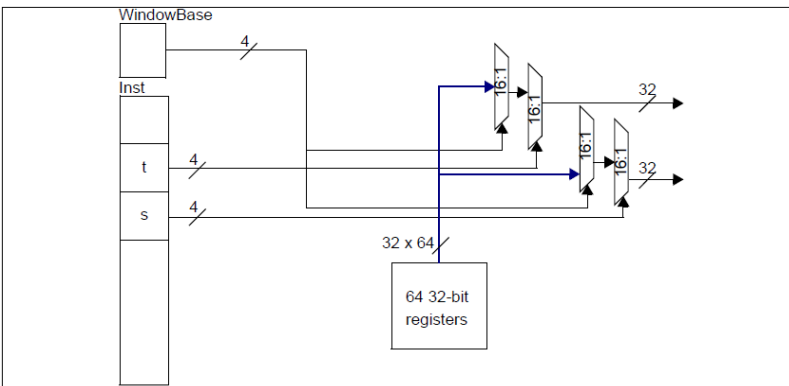 WindowBase
4
Inst
16:1
16:1
32
16:1
16:1
t
4
32
s
4
32 x 64
64 32-bit
registers